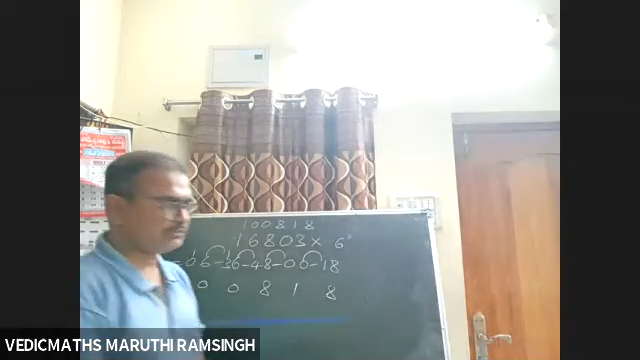 100818
16803 x 6
06-36-48-00-18
0 0 8 1 8
VEDICMATHS MARUTHI RAMSINGH